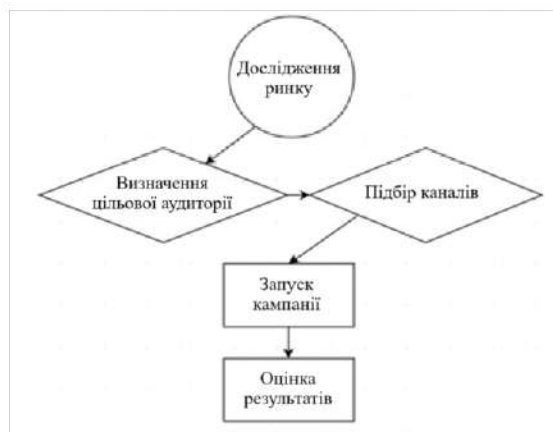 Дослідження
ринку
Визначення
цільової аудиторії
Підбір каналів
Запуск
кампанії
Оцінка
результатів